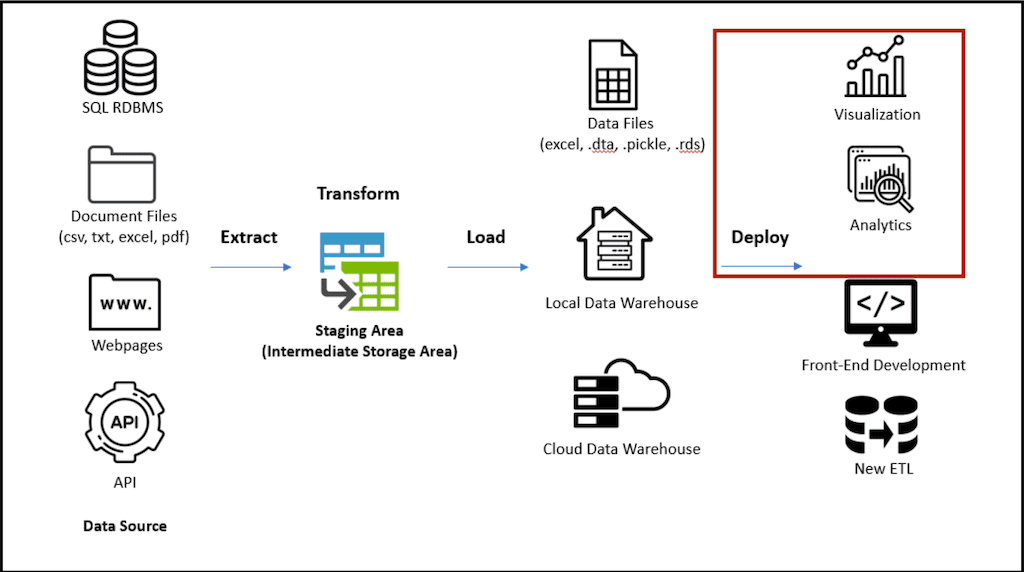 SQL RDBMS
Document Files
(csv, txt, excel, pdf)
www.
Webpages
API
API
Data Source
Extract
Transform
Staging Area
(Intermediate Storage Area)
Load
Data Files
(excel, .dta, .pickle, .rds)
Local Data Warehouse
Cloud Data Warehouse
Deploy
Visualization
Analytics
</>
Front-End Development
New ETL